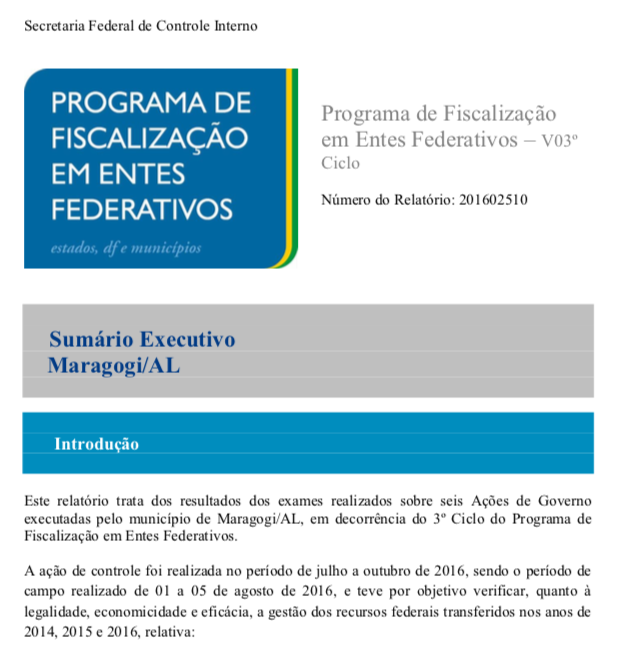 Secretaria Federal de Controle Interno
PROGRAMA DE
FISCALIZAÇÃO
EM ENTES
FEDERATIVOS
estados, df e municípios
Programa de Fiscalização
em Entes Federativos – V03º
Ciclo
Número do Relatório: 201602510
Sumário Executivo
Maragogi/AL
Introdução
Este relatório trata dos resultados dos exames realizados sobre seis Ações de Governo
executadas pelo município de Maragogi/AL, em decorrência do 3º Ciclo do Programa de
Fiscalização em Entes Federativos.
A ação de controle foi realizada no período de julho a outubro de 2016, sendo o período de
campo realizado de 01 a 05 de agosto de 2016, e teve por objetivo verificar, quanto à
legalidade, economicidade e eficácia, a gestão dos recursos federais transferidos nos anos de
2014, 2015 e 2016, relativa: